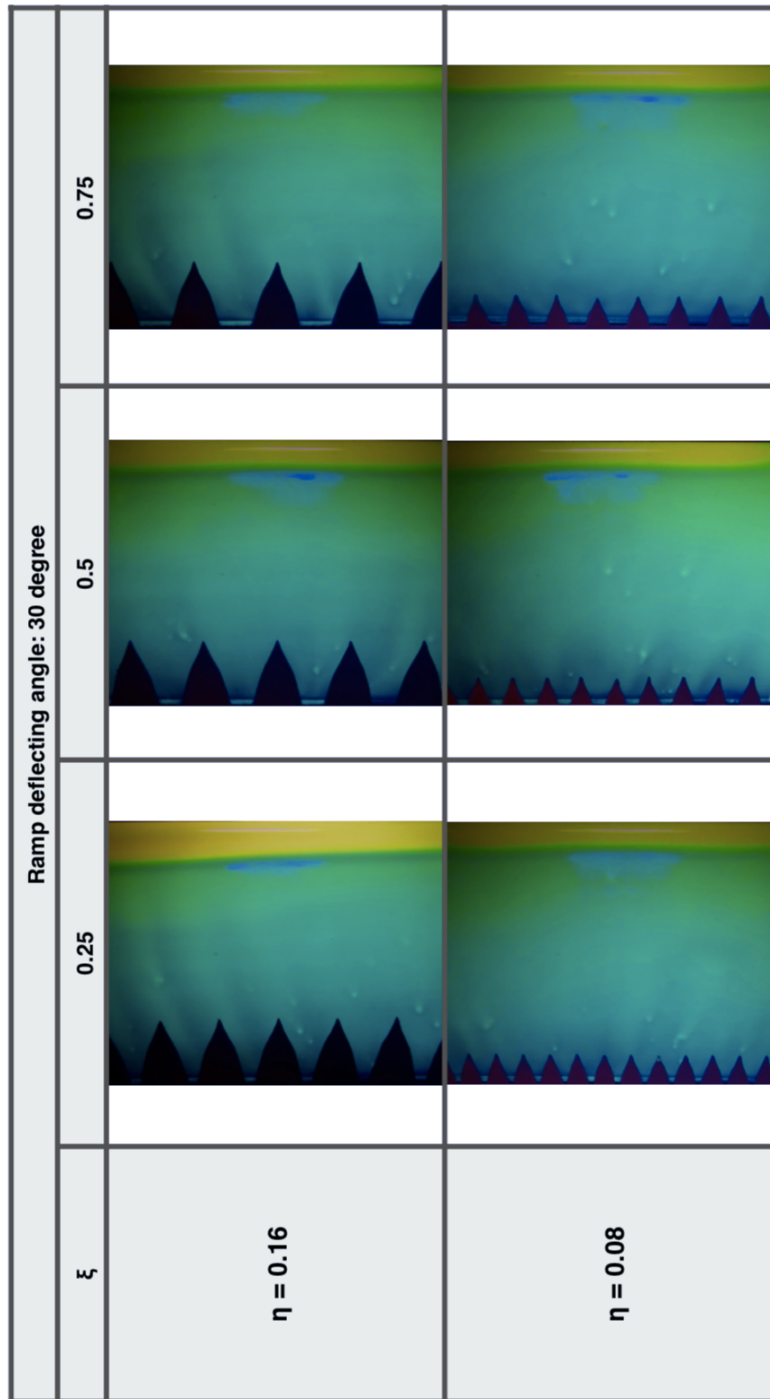 Ramp deflecting angle: 30 degree
ξ
0.25
0.5
0.75
η = 0.16
η = 0.08